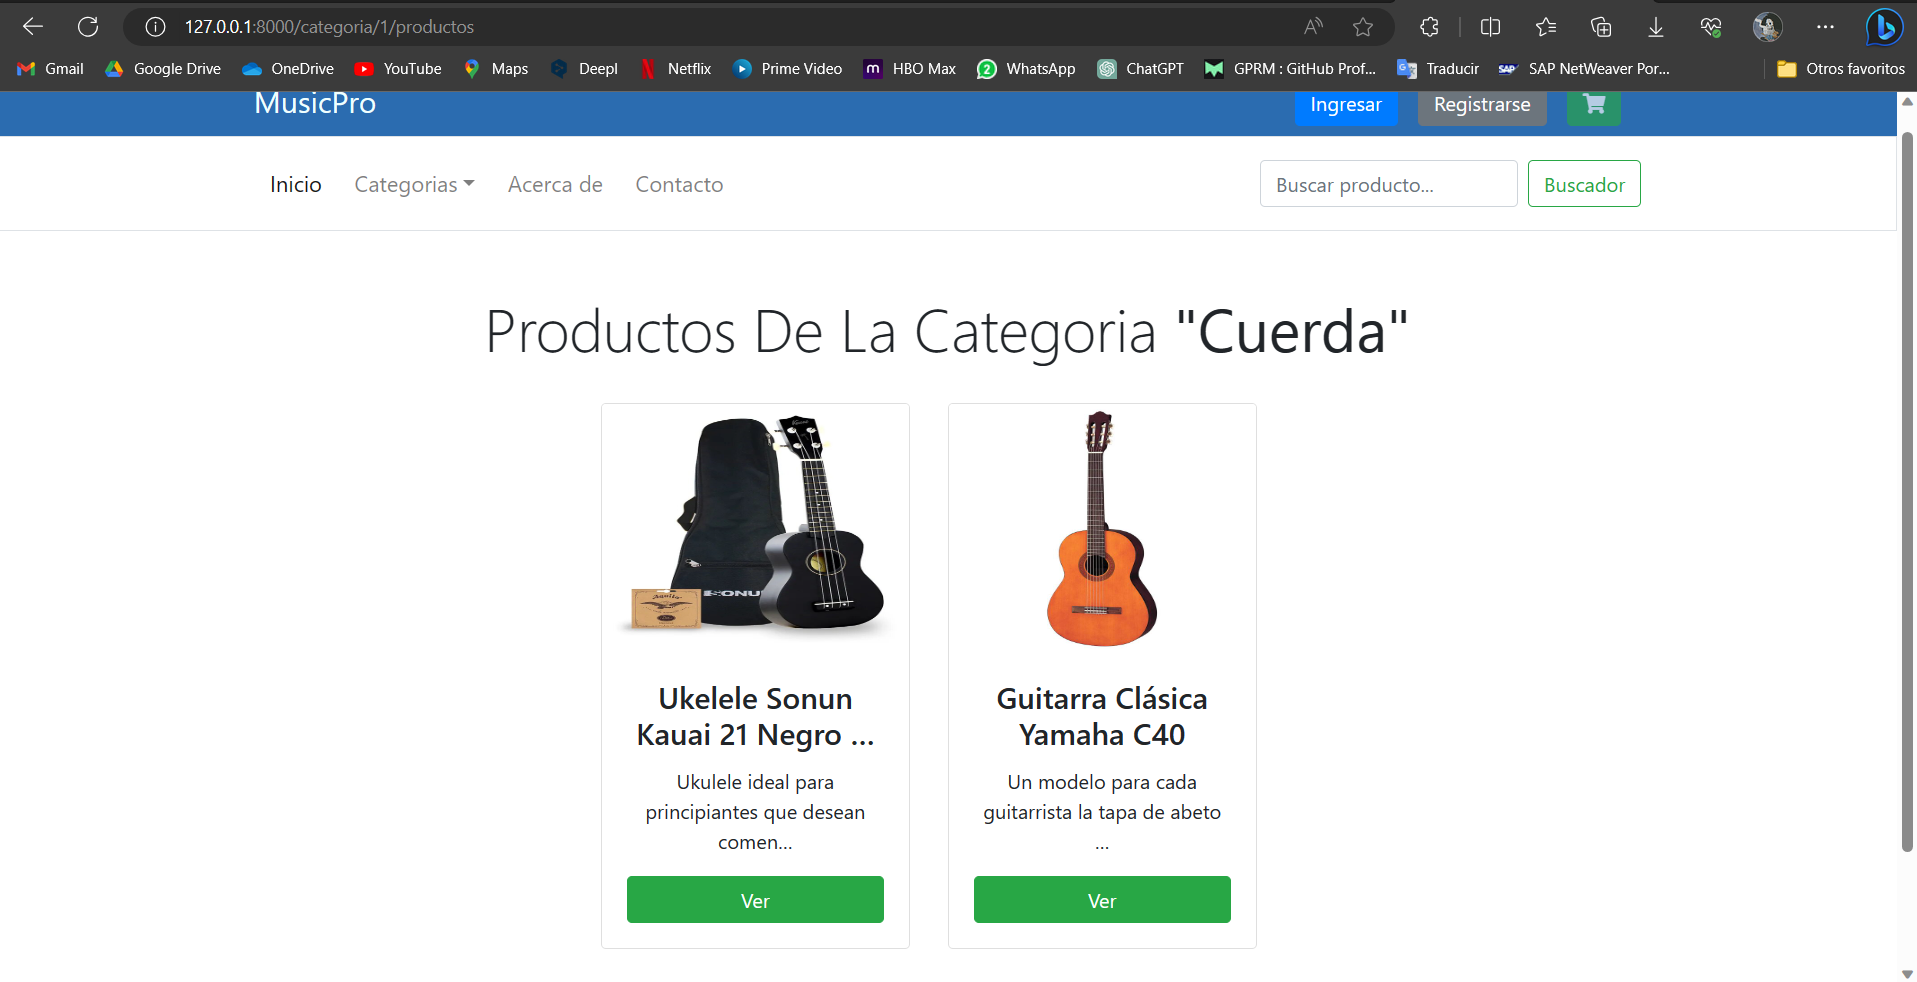 127.0.0.1:8000/categoria/1/productos
Gmail Google Drive OneDrive YouTube Maps Deepl Netflix Prime Video HBO Max WhatsApp ChatGPT GPRM : GitHub Prof... Traducir SAP NetWeaver Por... Otros favoritos
MusicPro Ingresar Registrarse
Inicio Categorias Acerca de Contacto Buscar producto... Buscador
Productos De La Categoria "Cuerda"
Ukelele Sonun
Kauai 21 Negro ...
Ukulele ideal para
principiantes que desean
comen...
Ver
Guitarra Clásica
Yamaha C40
Un modelo para cada
guitarrista la tapa de abeto
...
Ver